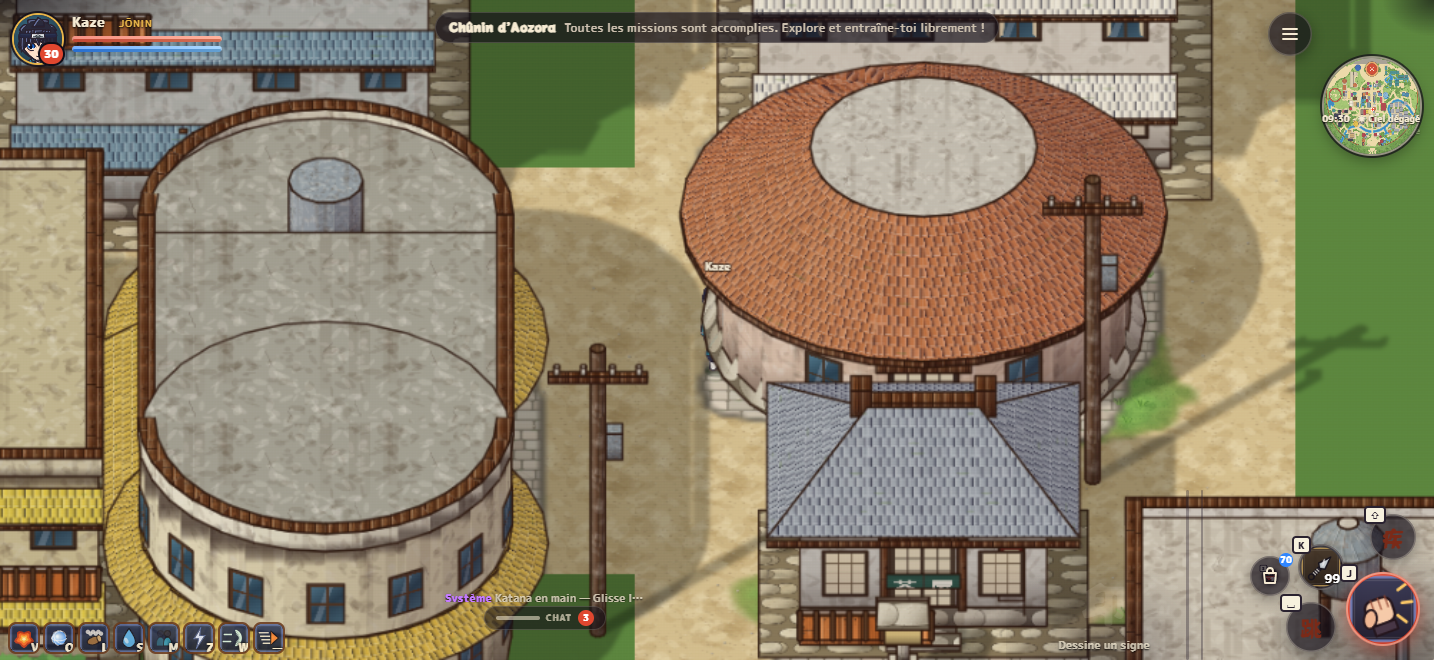 Kaze JŌNIN
30
Chûnin d'Aozora Toutes les missions sont accomplies. Explore et entraîne-toi librement !
09:30 Ciel dégagé
Kaze
K
70
99
J
Système Katana en main — Glisse l…
CHAT 3
V
O
I
S
M
Z
W
Dessine un signe